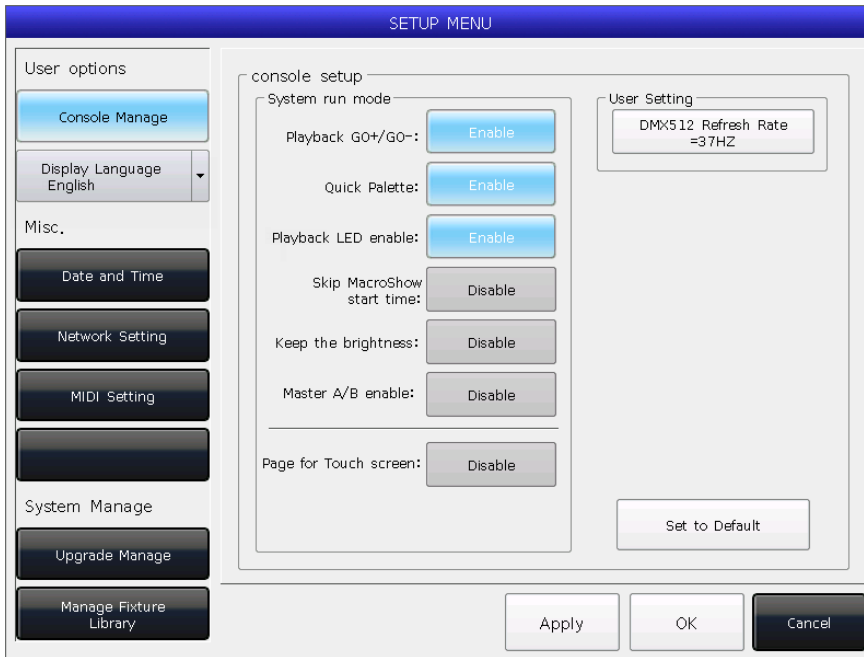 SETUP MENU
User options
Console Manage
Display Language
English
Misc.
Date and Time
Network Setting
MIDI Setting
System Manage
Upgrade Manage
Manage Fixture
Library
console setup
System run mode
Playback GO+/GO-:
Enable
Quick Palette:
Enable
Playback LED enable:
Enable
Skip MacroShow
start time:
Disable
Keep the brightness:
Disable
Master A/B enable:
Disable
Page for Touch screen:
Disable
User Setting
DMX512 Refresh Rate
=37HZ
Set to Default
Apply
OK
Cancel